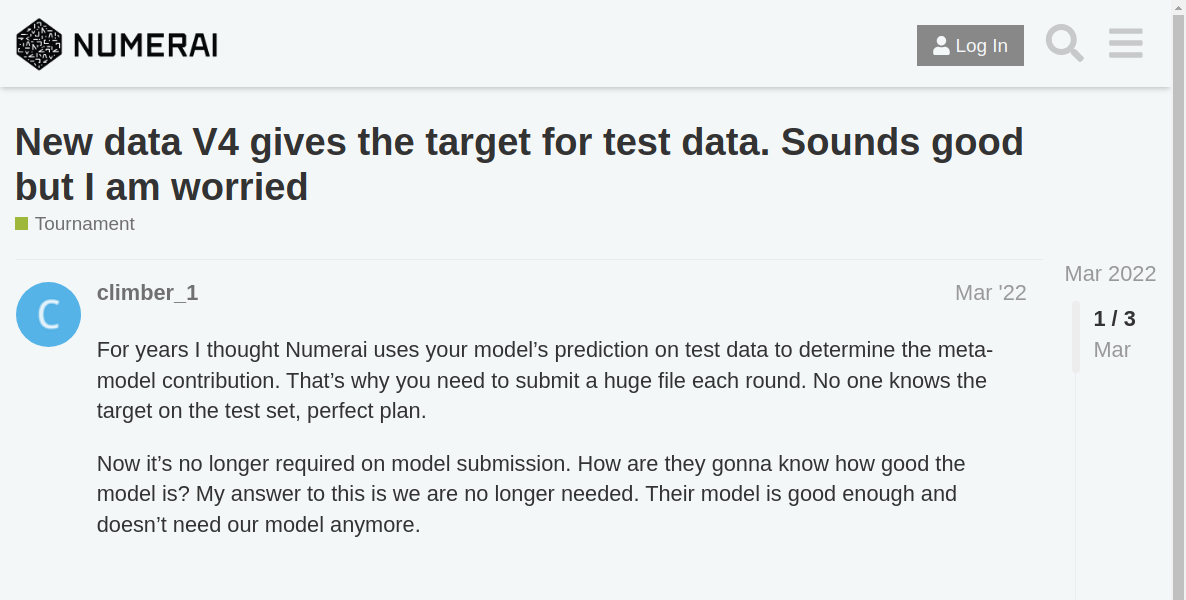 NUMERAI
Log In
New data V4 gives the target for test data. Sounds good
but I am worried
Tournament
climber_1
Mar '22
For years I thought Numerai uses your model’s prediction on test data to determine the meta-
model contribution. That’s why you need to submit a huge file each round. No one knows the
target on the test set, perfect plan.
Now it’s no longer required on model submission. How are they gonna know how good the
model is? My answer to this is we are no longer needed. Their model is good enough and
doesn’t need our model anymore.
Mar 2022
1 / 3
Mar
C